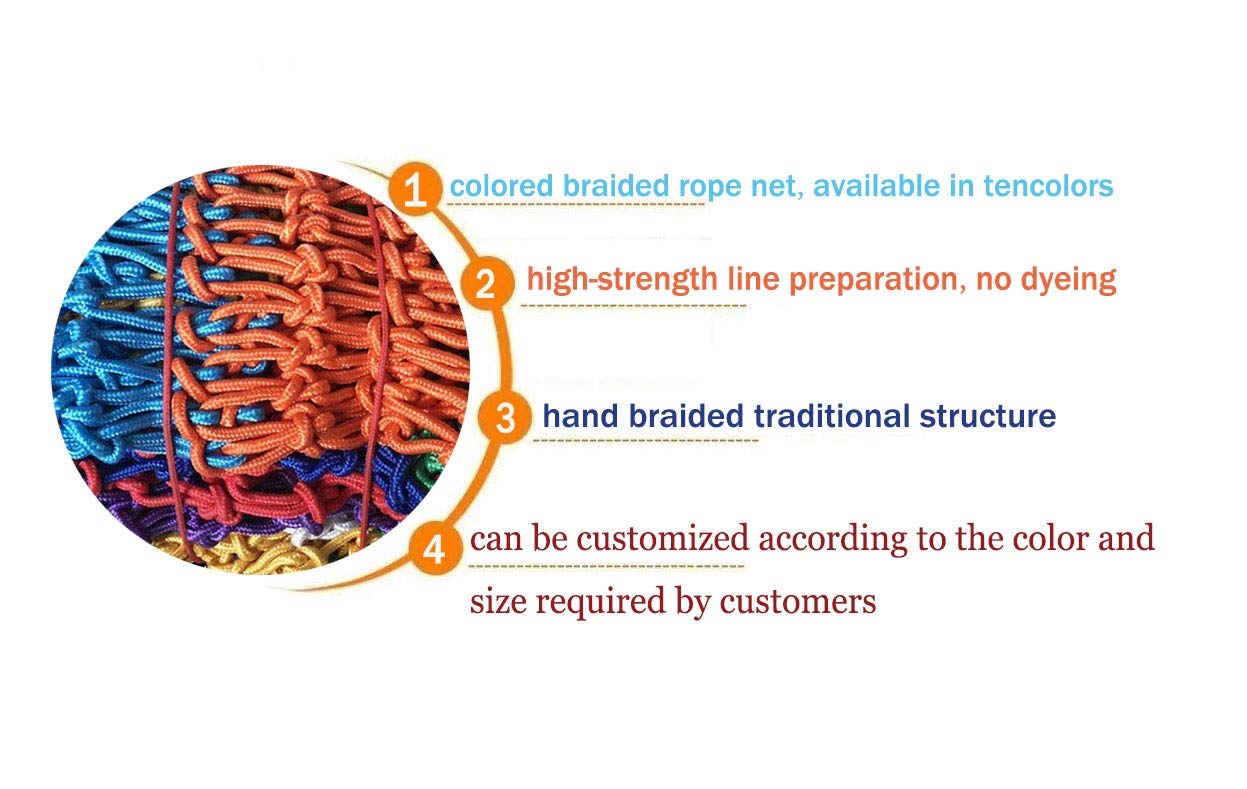 1 colored braided rope net, available in tencolors
2 high-strength line preparation, no dyeing
3 hand braided traditional structure
4 can be customized according to the color and
size required by customers